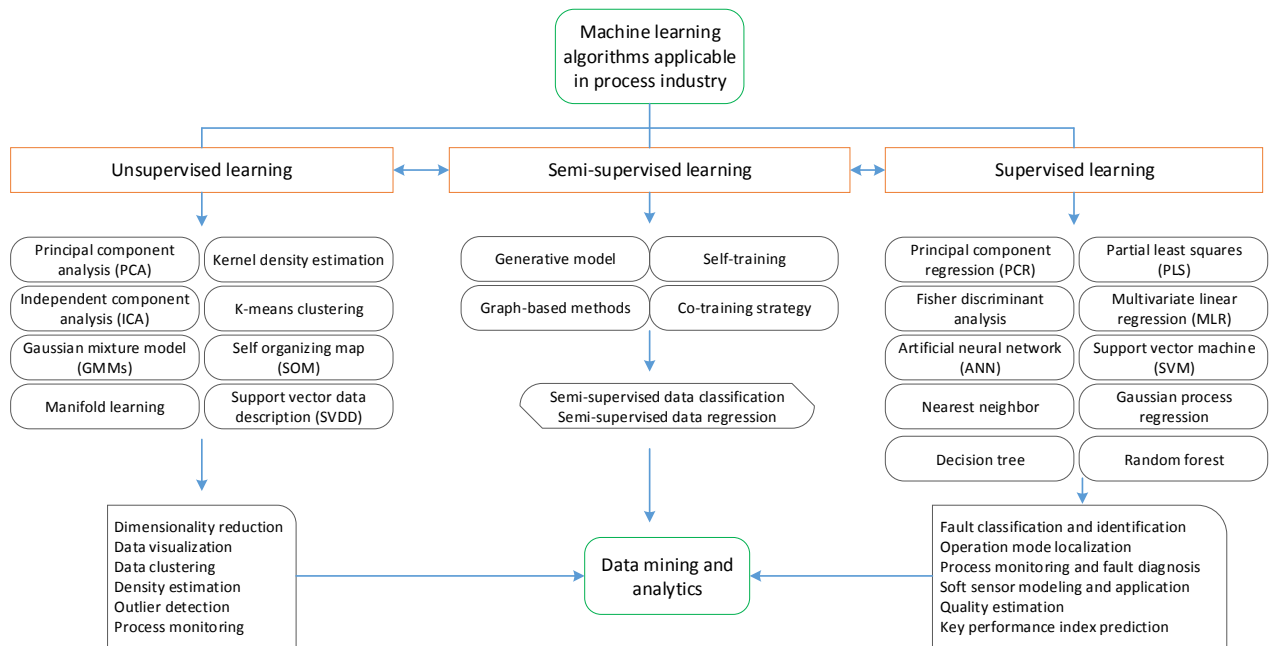 Machine learning
algorithms applicable
in process industry
Unsupervised learning
Semi-supervised learning
Supervised learning
Principal component
analysis (PCA)
Kernel density estimation
Independent component
analysis (ICA)
K-means clustering
Gaussian mixture model
(GMMs)
Self organizing map
(SOM)
Manifold learning
Support vector data
description (SVDD)
Generative model
Self-training
Graph-based methods
Co-training strategy
Semi-supervised data classification
Semi-supervised data regression
Principal component
regression (PCR)
Partial least squares
(PLS)
Fisher discriminant
analysis
Multivariate linear
regression (MLR)
Artificial neural network
(ANN)
Support vector machine
(SVM)
Nearest neighbor
Gaussian process
regression
Decision tree
Random forest
Dimensionality reduction
Data visualization
Data clustering
Density estimation
Outlier detection
Process monitoring
Data mining and
analytics
Fault classification and identification
Operation mode localization
Process monitoring and fault diagnosis
Soft sensor modeling and application
Quality estimation
Key performance index prediction